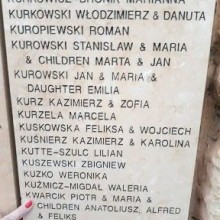 KURKOWSKI WŁODZIMIERZ & DANUTA
KUROPIEWSKI ROMAN
KUROWSKI STANISŁAW & MARIA
& CHILDREN MARTA & JAN
KUROWSKI JAN & MARIA &
DAUGHTER EMILIA
KURZ KAZIMIERZ & ZOFIA
KURZELA MARCELA
KUSKOWSKA FELIKSA & WOJCIECH
KUŚNIERZ KAZIMIERZ & KAROLINA
KUTTE-SZULC LILIAN
KUSZEWSKI ZBIGNIEW
KUZKO WERONIKA
KUŹMICZ-MIGDAL WALERIA
KWARCIK PIOTR & MARIA &
CHILDREN ANATOLIUSZ, ALFRED
& FELIKS